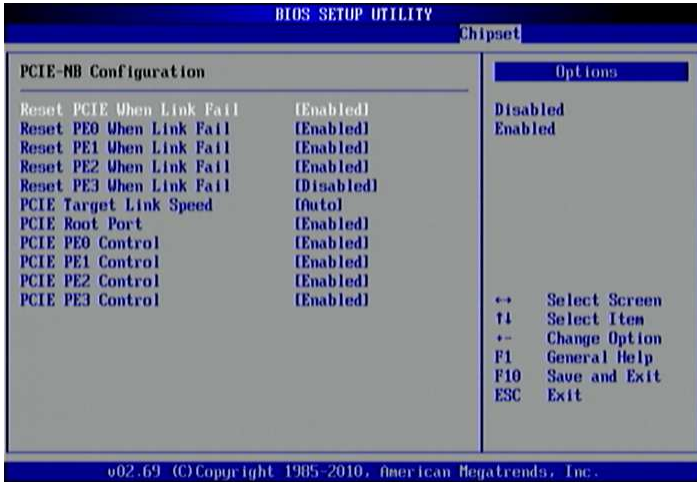 BIOS SETUP UTILITY
Chipset
PCIE-NB Configuration
Reset PCIE When Link Fail [Enabled]
Reset PE0 When Link Fail [Enabled]
Reset PE1 When Link Fail [Enabled]
Reset PE2 When Link Fail [Enabled]
Reset PE3 When Link Fail [Disabled]
PCIE Target Link Speed [Auto]
PCIE Root Port [Enabled]
PCIE PE0 Control [Enabled]
PCIE PE1 Control [Enabled]
PCIE PE2 Control [Enabled]
PCIE PE3 Control [Enabled]
Options
Disabled
Enabled
↔ Select Screen
↑↓ Select Item
+- Change Option
F1 General Help
F10 Save and Exit
ESC Exit
v02.69 (C)Copyright 1985-2010, American Megatrends, Inc.